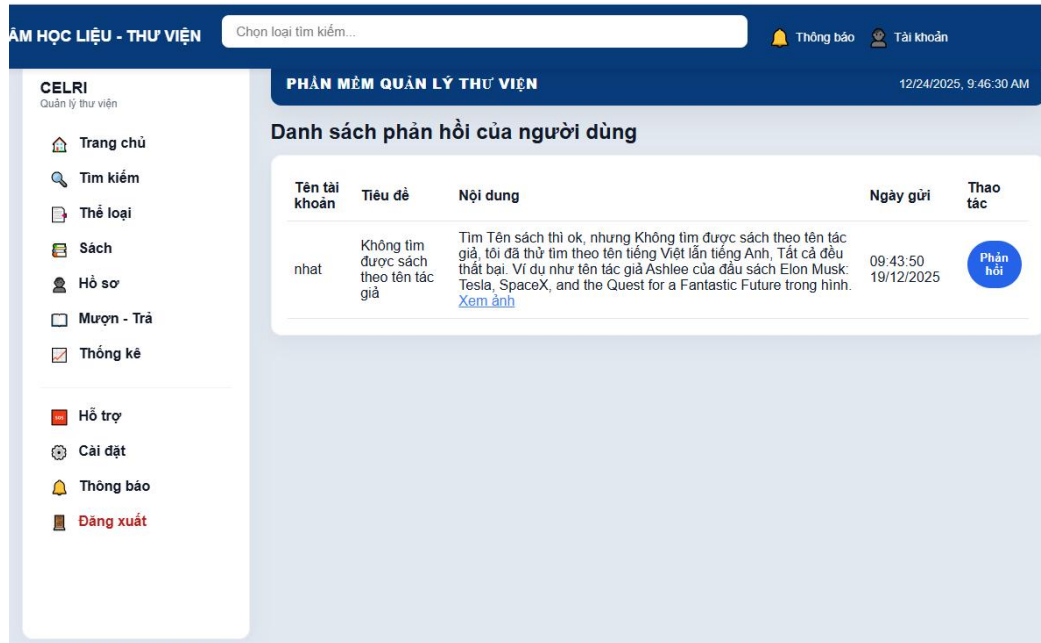 ÂM HỌC LIỆU - THƯ VIỆN
Chọn loại tìm kiếm...
Thông báo
Tài khoản
CELRI
Quản lý thư viện
Trang chủ
Tìm kiếm
Thể loại
Sách
Hồ sơ
Mượn - Trả
Thống kê
Hỗ trợ
Cài đặt
Thông báo
Đăng xuất
PHẦN MỀM QUẢN LÝ THƯ VIỆN
12/24/2025, 9:46:30 AM
Danh sách phản hồi của người dùng
Tên tài
khoản
Tiêu đề
Nội dung
Ngày gửi
Thao
tác
nhat
Không tìm
được sách
theo tên tác
giả
Tìm Tên sách thì ok, nhưng Không tìm được sách theo tên tác
giả, tôi đã thử tìm theo tên tiếng Việt lẫn tiếng Anh, Tất cả đều
thất bại. Ví dụ như tên tác giả Ashlee của đầu sách Elon Musk:
Tesla, SpaceX, and the Quest for a Fantastic Future trong hình.
Xem ảnh
09:43:50
19/12/2025
Phản
hồi